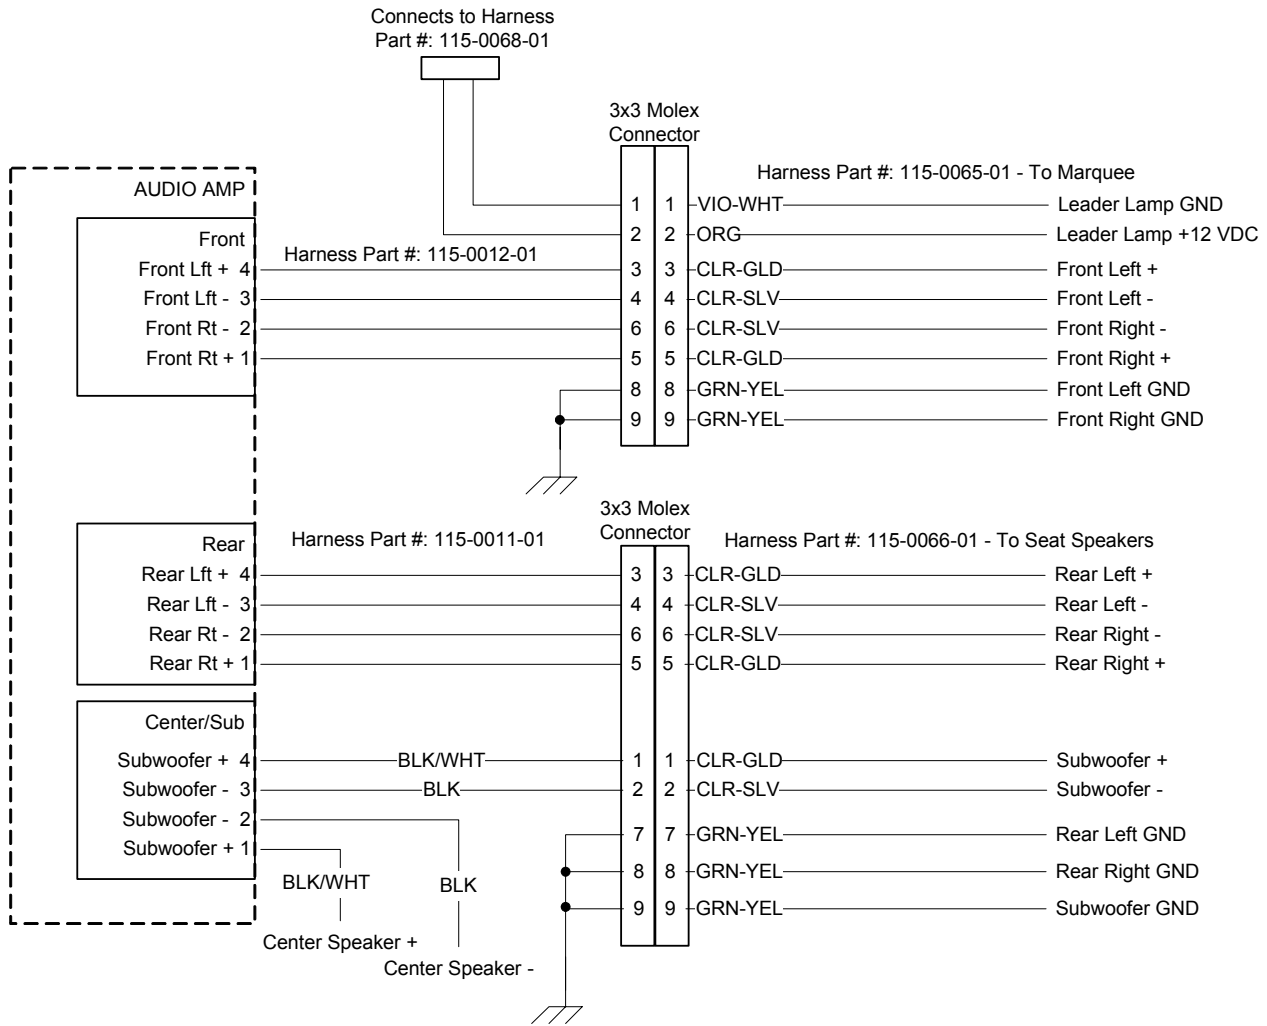 Connects to Harness
Part #: 115-0068-01
3x3 Molex
Connector
Harness Part #: 115-0065-01 - To Marquee
AUDIO AMP
1 1 VIO-WHT Leader Lamp GND
Front
2 2 ORG Leader Lamp +12 VDC
Harness Part #: 115-0012-01
Front Lft + 4 3 3 CLR-GLD Front Left +
Front Lft - 3 4 4 CLR-SLV Front Left -
Front Rt - 2 6 6 CLR-SLV Front Right -
Front Rt + 1 5 5 CLR-GLD Front Right +
8 8 GRN-YEL Front Left GND
9 9 GRN-YEL Front Right GND
3x3 Molex
Connector
Harness Part #: 115-0011-01
Harness Part #: 115-0066-01 - To Seat Speakers
Rear
Rear Lft + 4 3 3 CLR-GLD Rear Left +
Rear Lft - 3 4 4 CLR-SLV Rear Left -
Rear Rt - 2 6 6 CLR-SLV Rear Right -
Rear Rt + 1 5 5 CLR-GLD Rear Right +
Center/Sub
Subwoofer + 4 BLK/WHT 1 1 CLR-GLD Subwoofer +
Subwoofer - 3 BLK 2 2 CLR-SLV Subwoofer -
Subwoofer - 2
7 7 GRN-YEL Rear Left GND
Subwoofer + 1
8 8 GRN-YEL Rear Right GND
BLK/WHT BLK
9 9 GRN-YEL Subwoofer GND
Center Speaker +
Center Speaker -